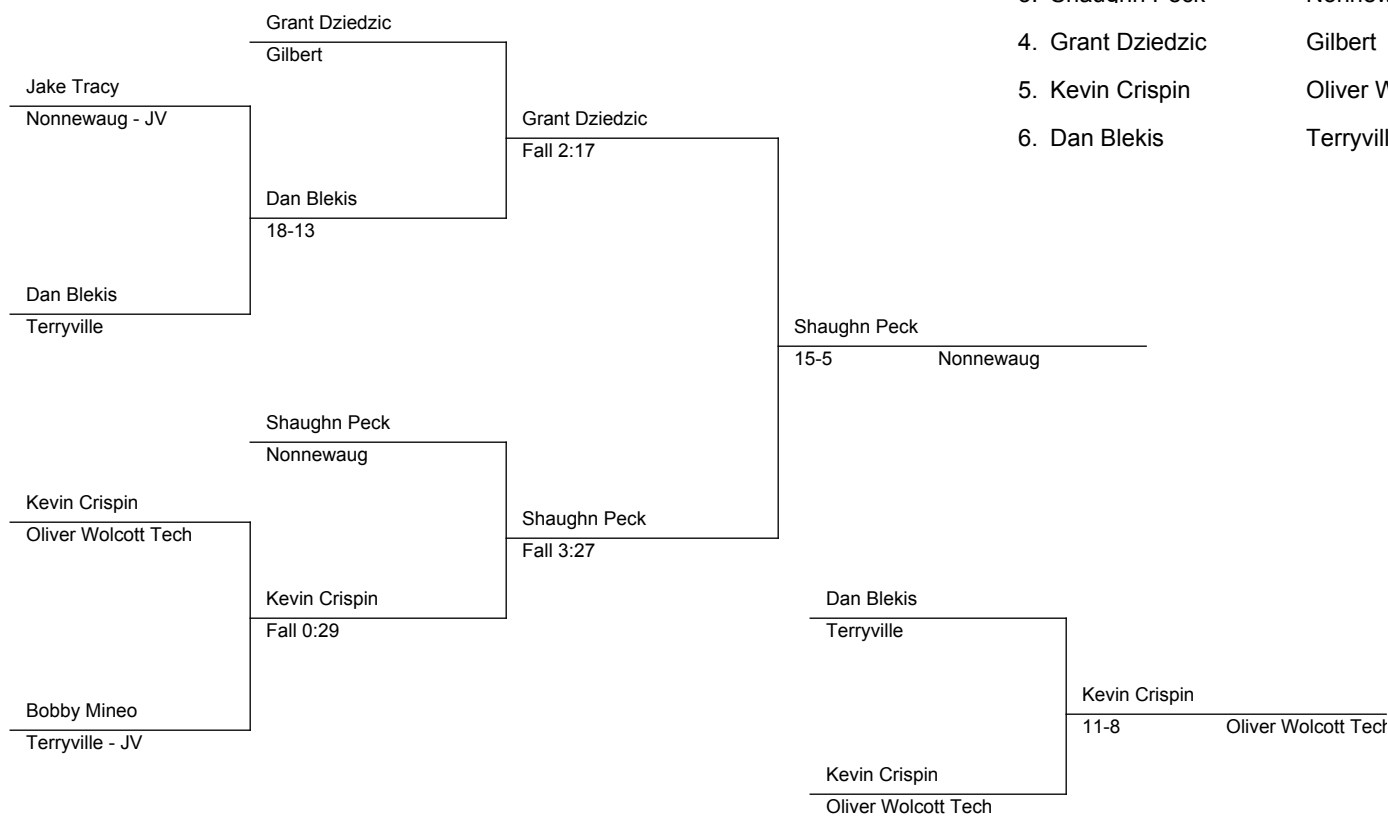 Grant Dziedzic
Gilbert
4. Grant Dziedzic Gilbert
Jake Tracy
Nonnewaug - JV
5. Kevin Crispin Oliver
Grant Dziedzic
Fall 2:17
6. Dan Blekis
Dan Blekis
18-13
Dan Blekis
Terryville
Shaughn Peck
15-5 Nonnewaug
Shaughn Peck
Nonnewaug
Kevin Crispin
Oliver Wolcott Tech
Shaughn Peck
Fall 3:27
Kevin Crispin
Fall 0:29
Dan Blekis
Terryville
Bobby Mineo
Terryville - JV
Kevin Crispin
11-8 Oliver Wolcott Tech
Kevin Crispin
Oliver Wolcott Tech